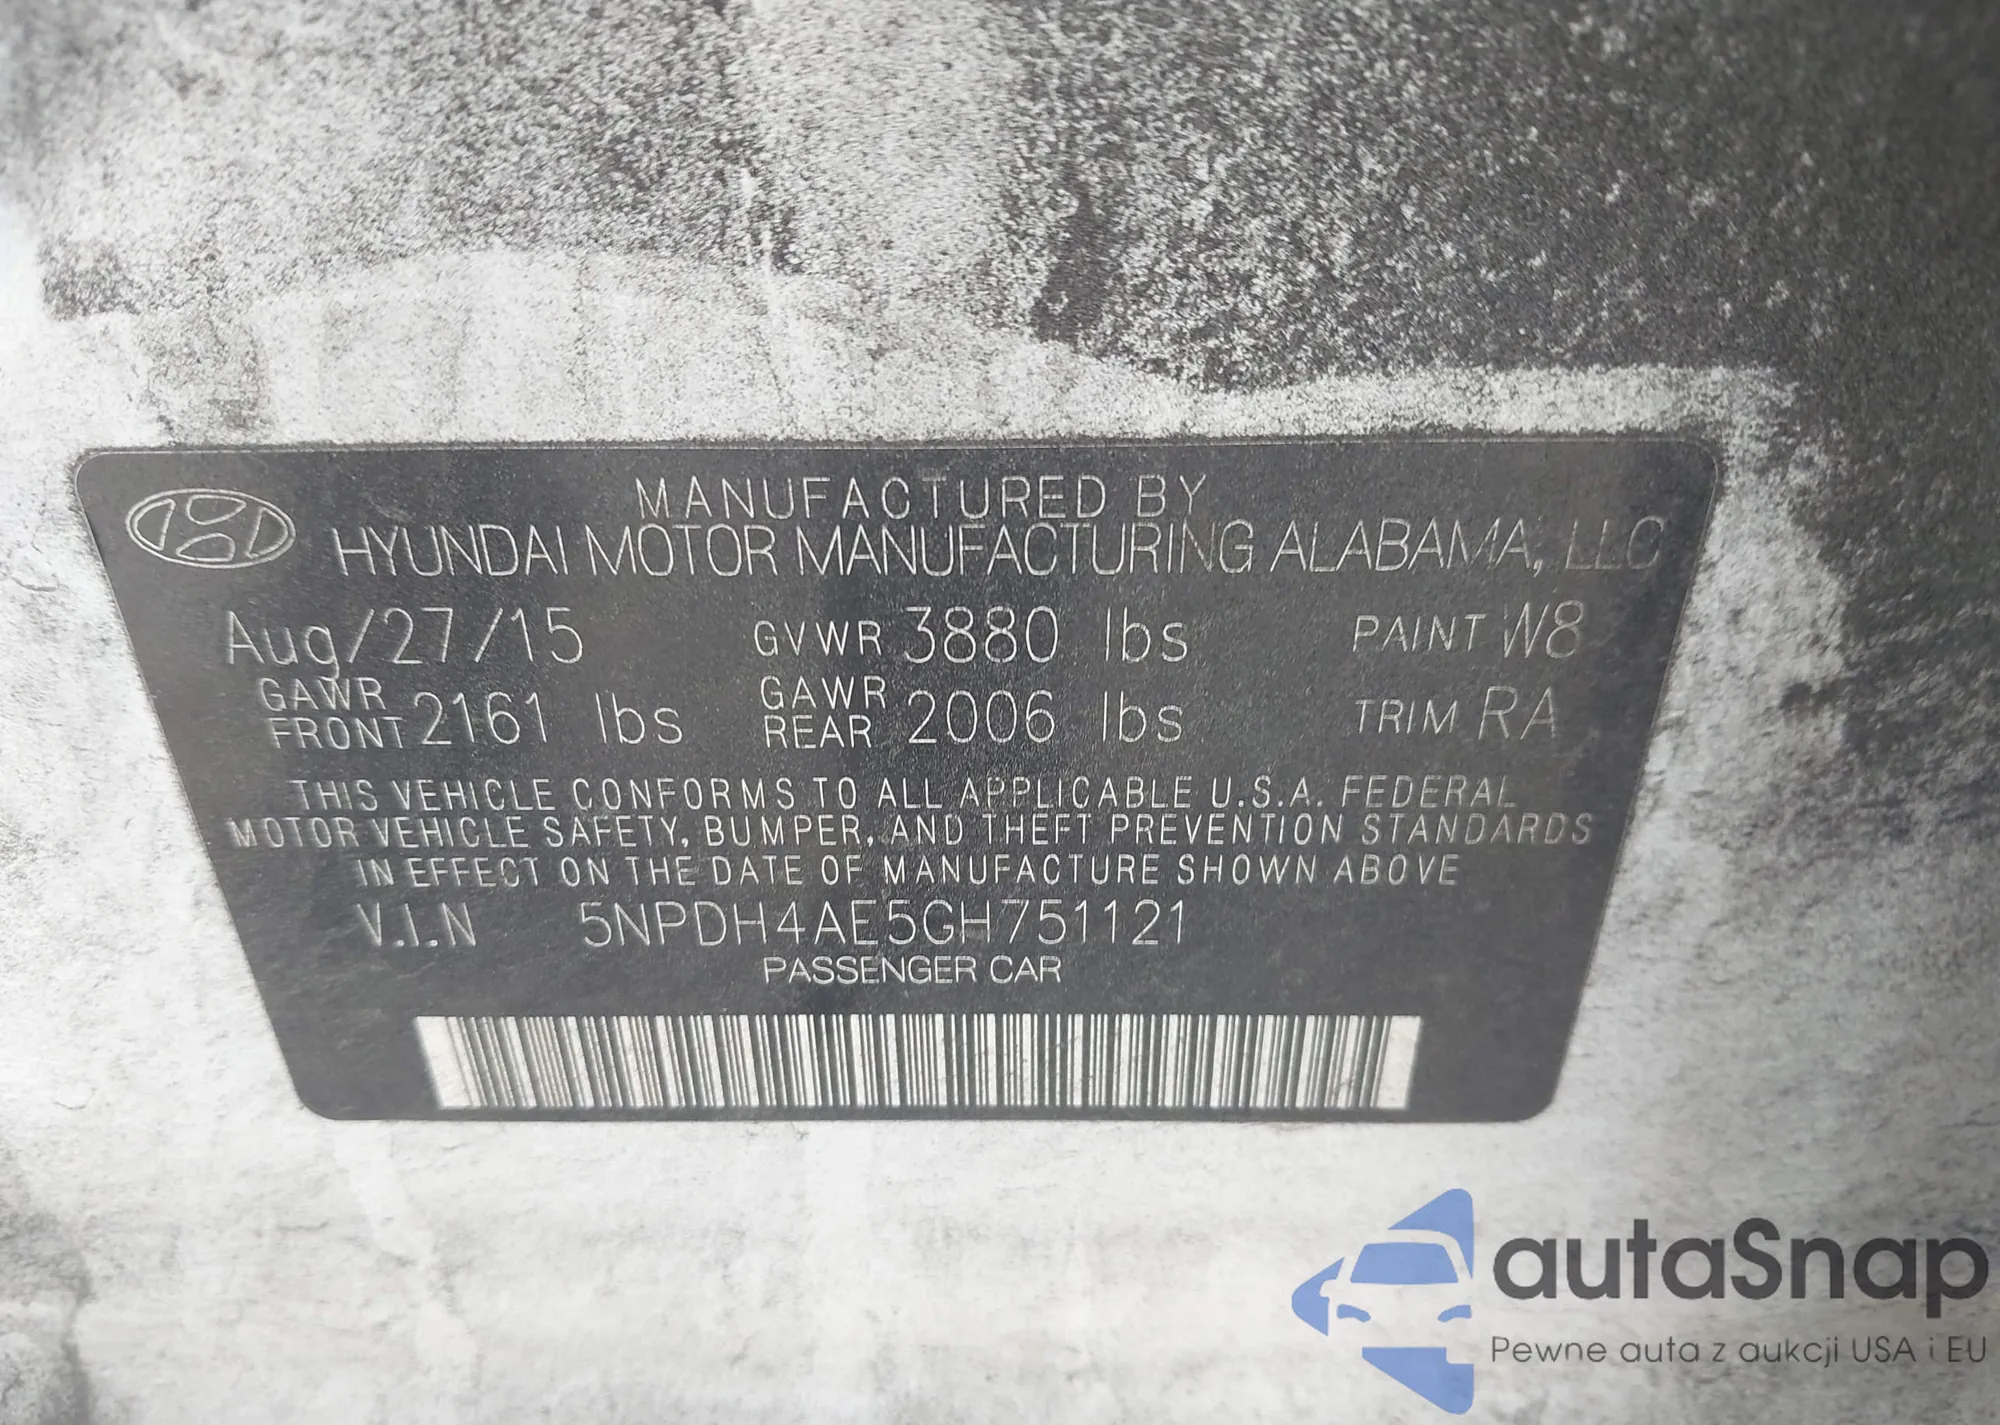 MANUFACTURED BY
HYUNDAI MOTOR MANUFACTURING ALABAMA, LLC
Aug/27/15 GVWR 3880 lbs PAINT W8
GAWR FRONT 2161 lbs GAWR REAR 2006 lbs TRIM RA
THIS VEHICLE CONFORMS TO ALL APPLICABLE U.S.A. FEDERAL
MOTOR VEHICLE SAFETY, BUMPER, AND THEFT PREVENTION STANDARDS
IN EFFECT ON THE DATE OF MANUFACTURE SHOWN ABOVE
V.I.N 5NPDH4AE5GH751121
PASSENGER CAR
autaSnap
Pewne auta z aukcji USA i EU